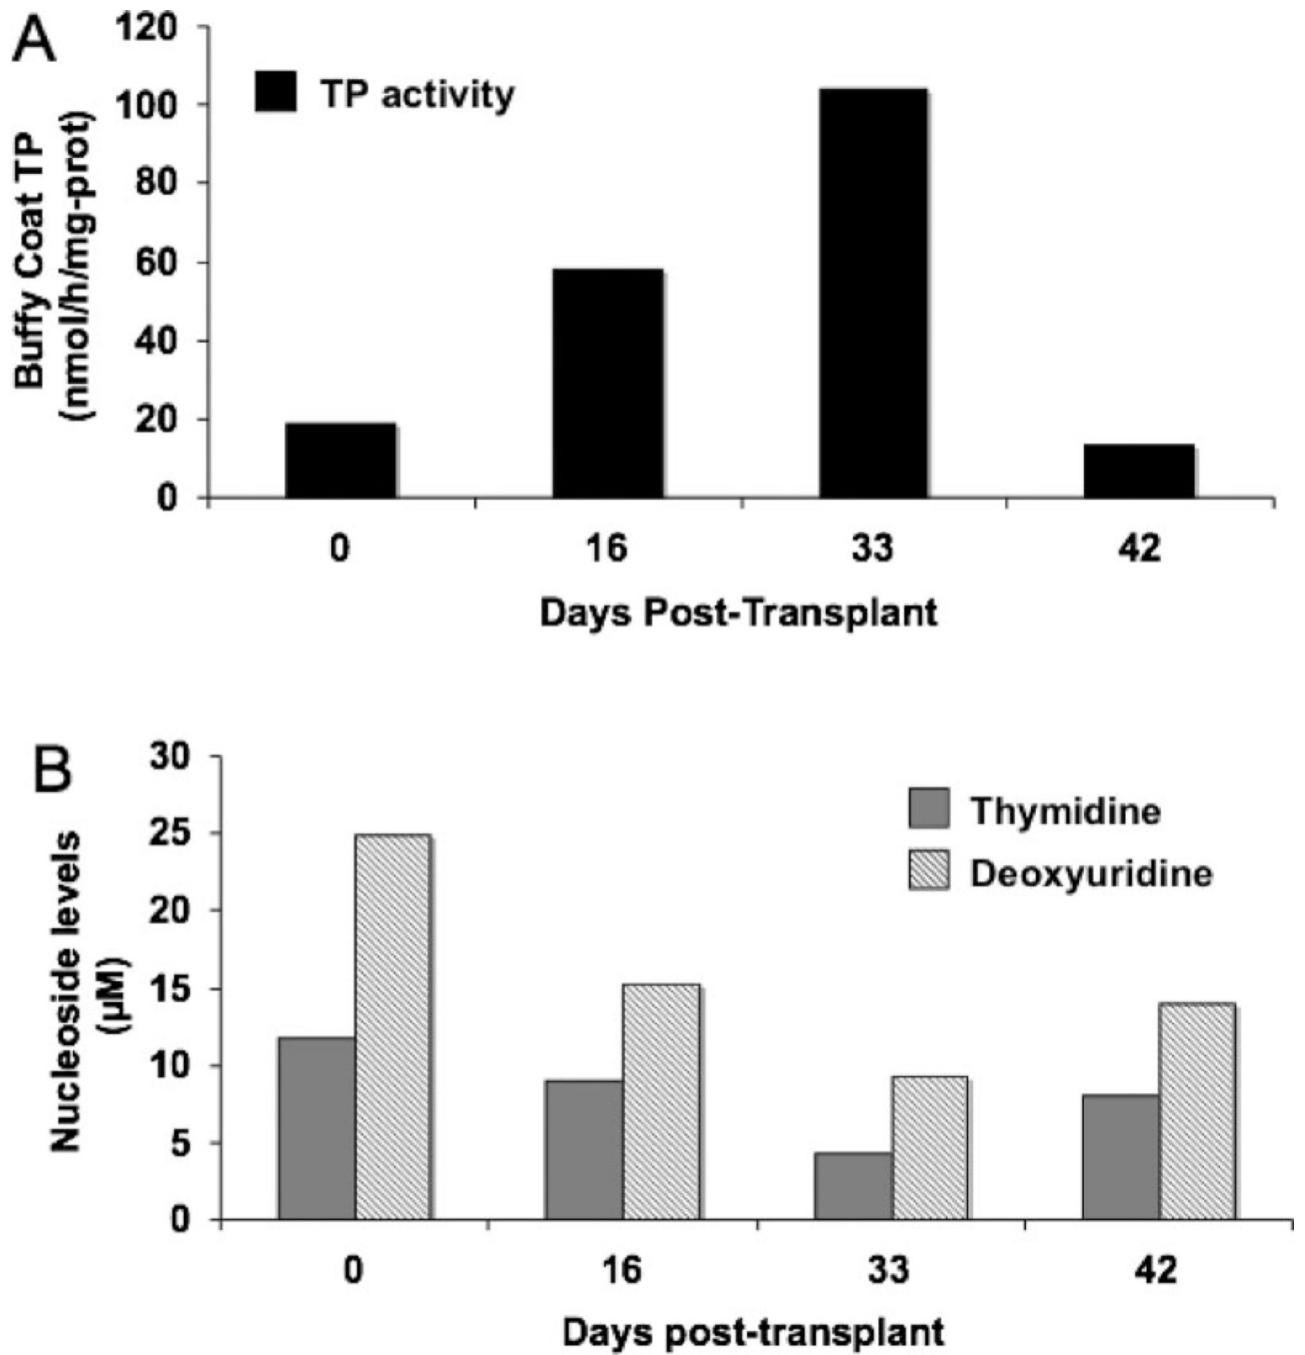 A
120
100
80
60
40
20
0
Buffy Coat TP
(nmol/h/mg-prot)
TP activity
0 16 33 42
Days Post-Transplant
B
30
25
20
15
10
5
0
Nucleoside levels
(μM)
Thymidine
Deoxyuridine
0 16 33 42
Days post-transplant